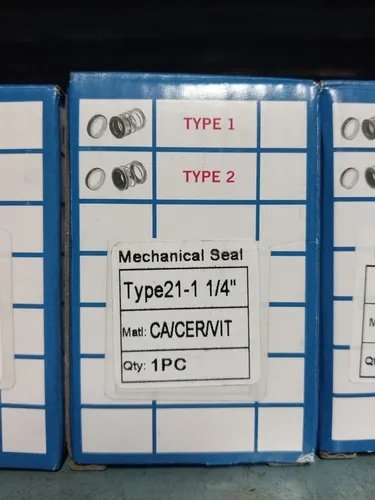 TYPE 1
TYPE 2
Mechanical Seal
Type21-1 1/4"
Matl: CA/CER/VIT
Qty: 1PC